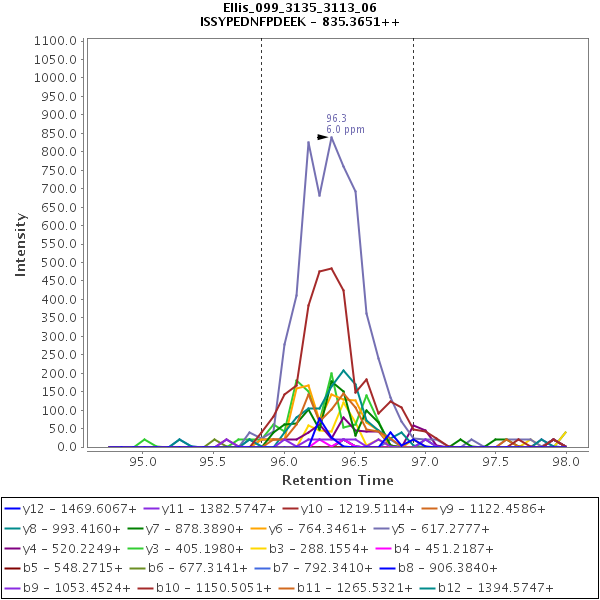 Ellis_099_3135_3113_06
ISSYPEDNFPDEEK - 835.3651++
1100.0
1050.0
1000.0
950.0
900.0
850.0
800.0
750.0
700.0
650.0
600.0
550.0
500.0
450.0
400.0
350.0
300.0
250.0
200.0
150.0
100.0
50.0
0.0
Intensity
96.3
6.0 ppm
95.0 95.5 96.0 96.5 97.0 97.5 98.0
Retention Time
y12 - 1469.6067+ y11 - 1382.5747+ y10 - 1219.5114+ y9 - 1122.4586+
y8 - 993.4160+ y7 - 878.3890+ y6 - 764.3461+ y5 - 617.2777+
y4 - 520.2249+ y3 - 405.1980+ b3 - 288.1554+ b4 - 451.2187+
b5 - 548.2715+ b6 - 677.3141+ b7 - 792.3410+ b8 - 906.3840+
b9 - 1053.4524+ b10 - 1150.5051+ b11 - 1265.5321+ b12 - 1394.5747+